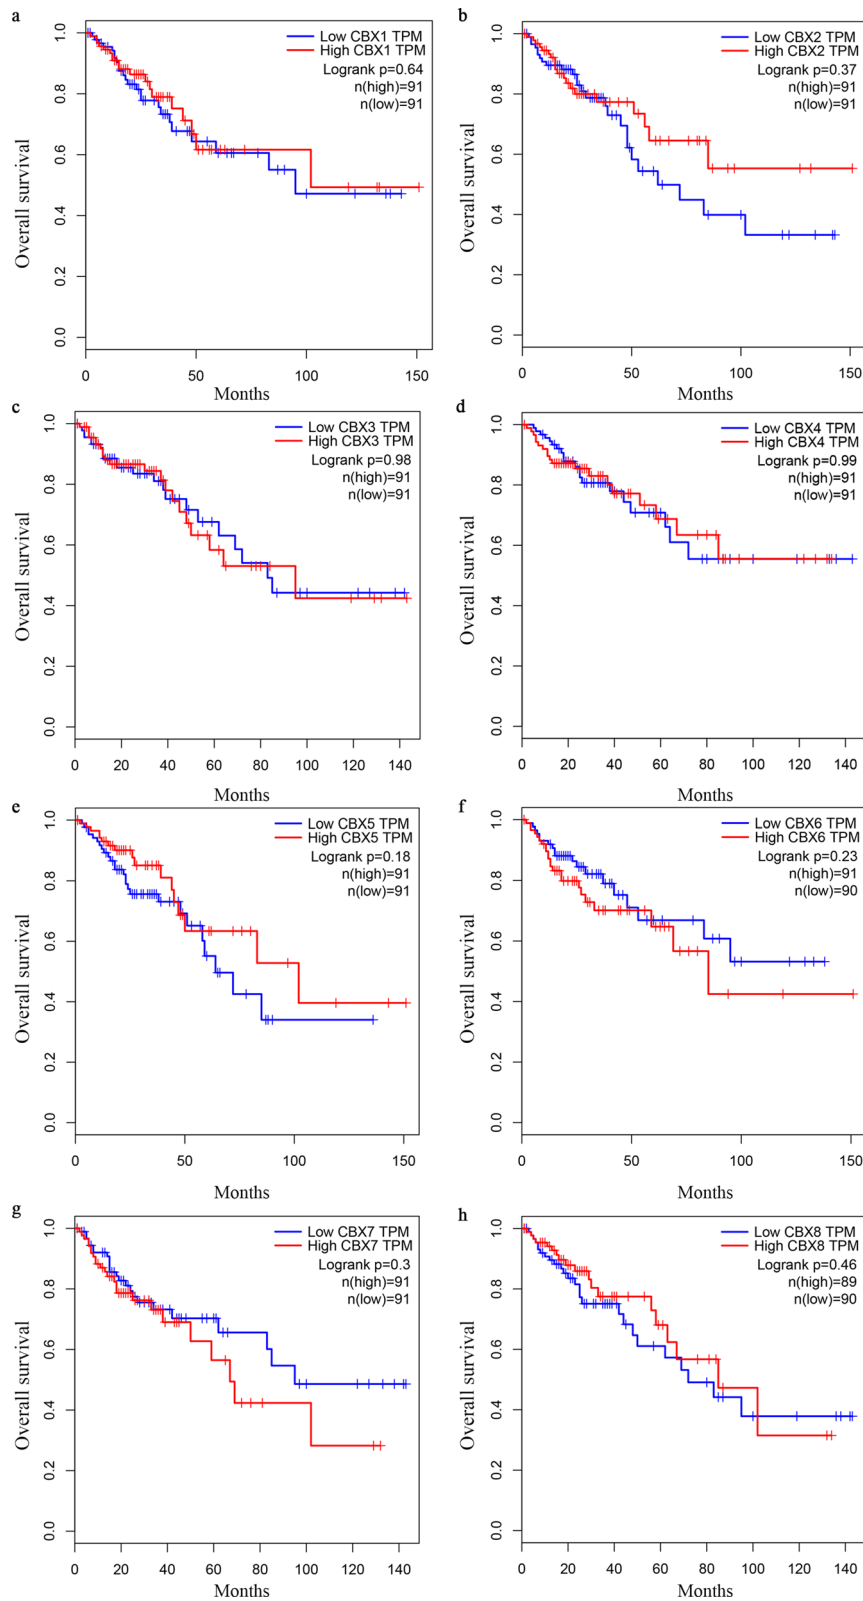 a
Low CBX1 TPM
High CBX1 TPM
Logrank p=0.64
n(high)=91
n(low)=91
Overall survival
0.0 0.2 0.4 0.6 0.8 1.0
0 50 100 150
Months
b
Low CBX2 TPM
High CBX2 TPM
Logrank p=0.37
n(high)=91
n(low)=91
Overall survival
0.0 0.2 0.4 0.6 0.8 1.0
0 50 100 150
Months
c
Low CBX3 TPM
High CBX3 TPM
Logrank p=0.98
n(high)=91
n(low)=91
Overall survival
0.0 0.2 0.4 0.6 0.8 1.0
0 20 40 60 80 100 120 140
Months
d
Low CBX4 TPM
High CBX4 TPM
Logrank p=0.99
n(high)=91
n(low)=91
Overall survival
0.0 0.2 0.4 0.6 0.8 1.0
0 20 40 60 80 100 120 140
Months
e
Low CBX5 TPM
High CBX5 TPM
Logrank p=0.18
n(high)=91
n(low)=91
Overall survival
0.0 0.2 0.4 0.6 0.8 1.0
0 50 100 150
Months
f
Low CBX6 TPM
High CBX6 TPM
Logrank p=0.23
n(high)=91
n(low)=90
Overall survival
0.0 0.2 0.4 0.6 0.8 1.0
0 50 100 150
Months
g
Low CBX7 TPM
High CBX7 TPM
Logrank p=0.3
n(high)=91
n(low)=91
Overall survival
0.0 0.2 0.4 0.6 0.8 1.0
0 20 40 60 80 100 120 140
Months
h
Low CBX8 TPM
High CBX8 TPM
Logrank p=0.46
n(high)=89
n(low)=90
Overall survival
0.0 0.2 0.4 0.6 0.8 1.0
0 20 40 60 80 100 120 140
Months